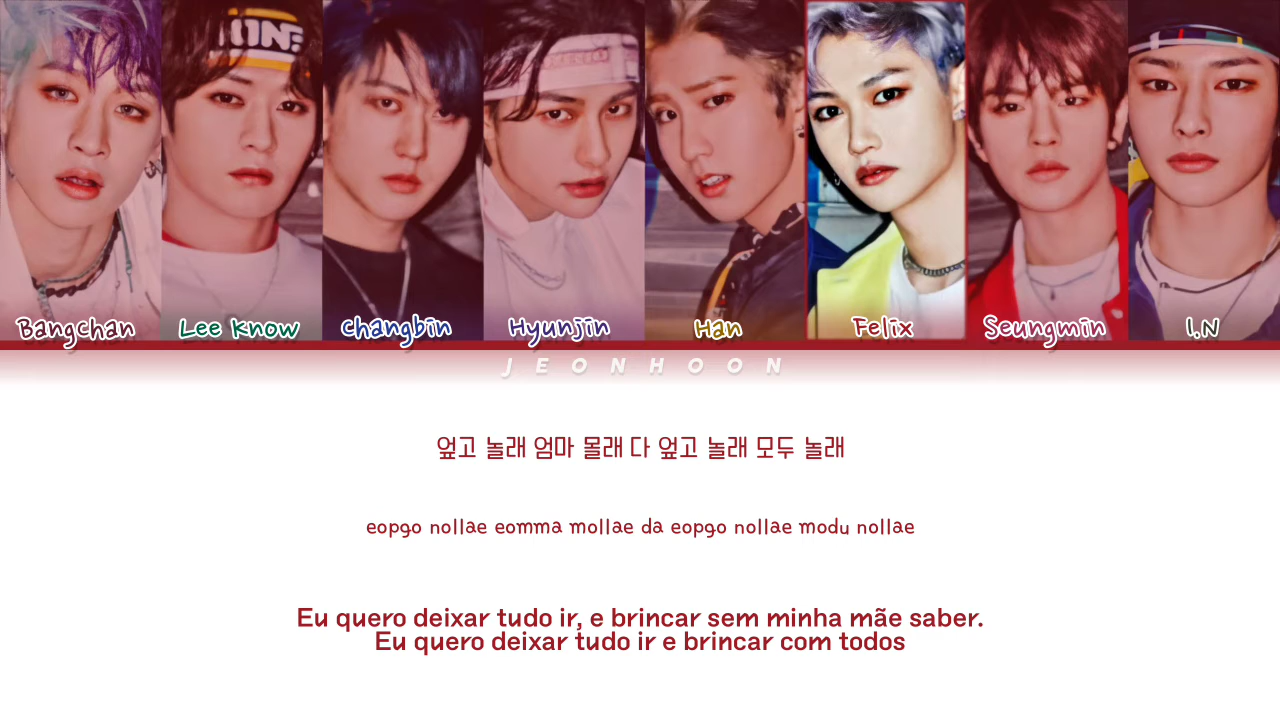 Bangchan
Lee Know
Changbin
Hyunjin
Han
Felix
Seungmin
I.N
JEONHOON
엎고 놀래 엄마 몰래 다 엎고 놀래 모두 놀래
eopgo nollae eomma mollae da eopgo nollae modu nollae
Eu quero deixar tudo ir, e brincar sem minha mãe saber.
Eu quero deixar tudo ir e brincar com todos